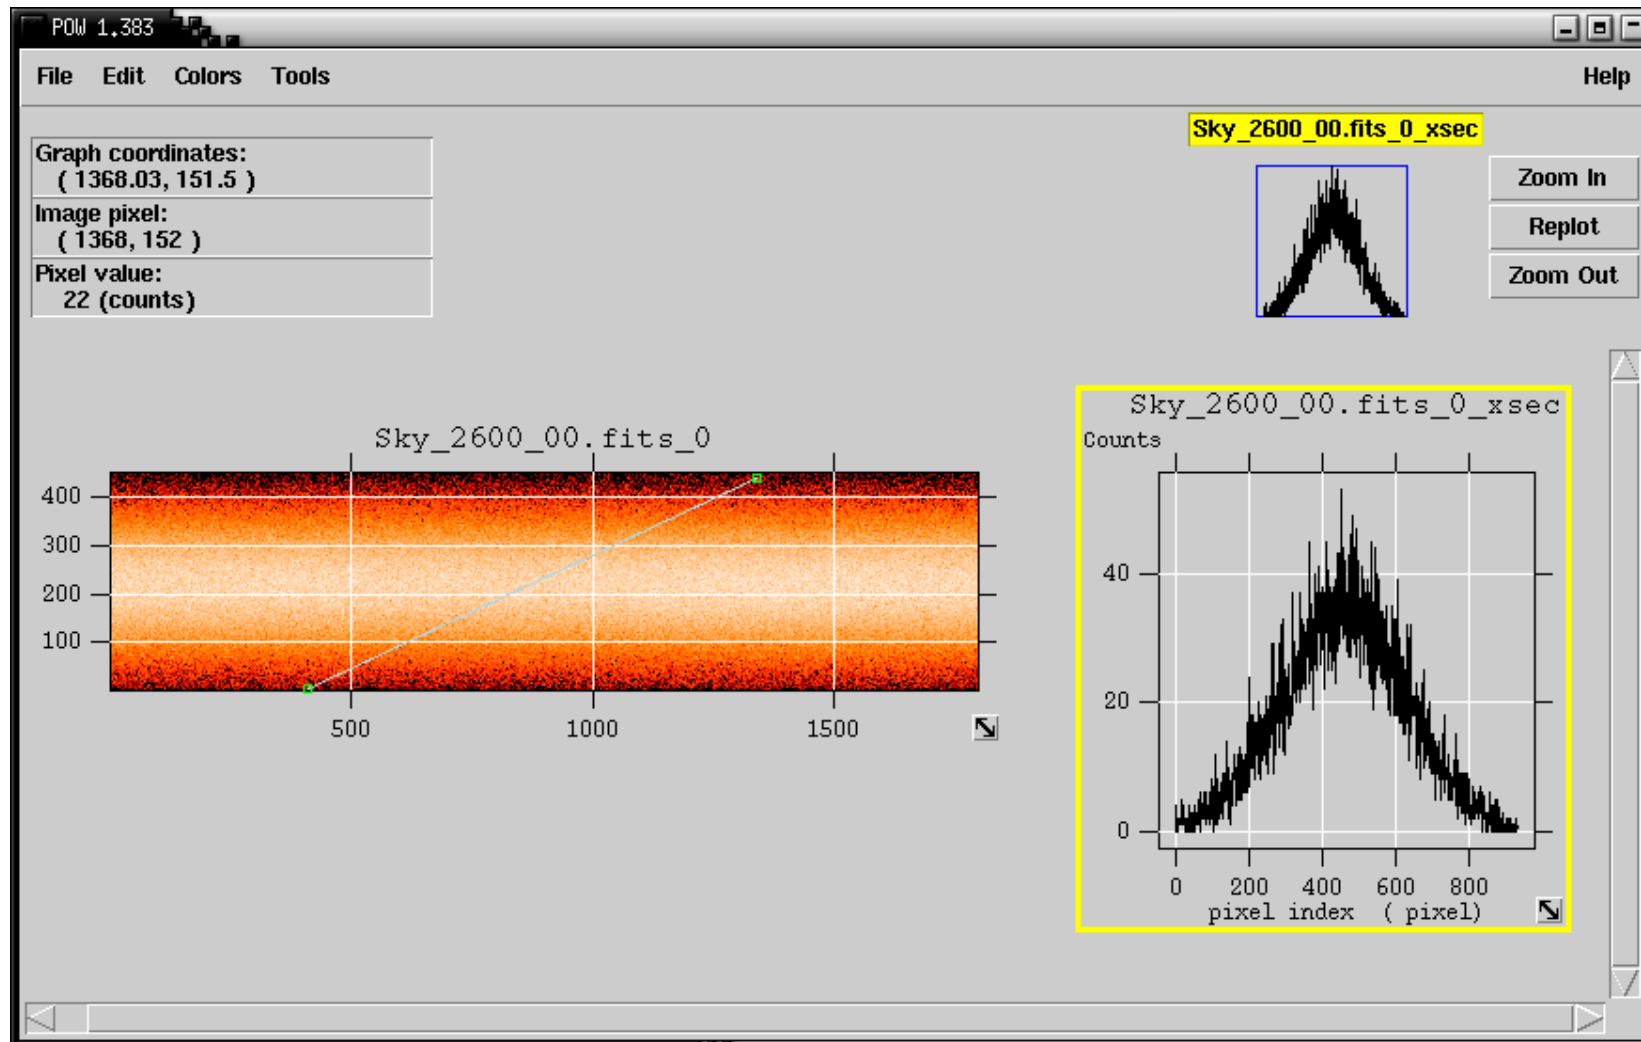 POW 1.383
File Edit Colors Tools Help
Graph coordinates:
( 1368.03, 151.5 )
Image pixel:
( 1368, 152 )
Pixel value:
22 (counts)
Sky_2600_00.fits_0_xsec
Zoom In
Replot
Zoom Out
Sky_2600_00.fits_0
400
300
200
100
500 1000 1500
Sky_2600_00.fits_0_xsec
Counts
40
20
0
0 200 400 600 800
pixel index ( pixel)